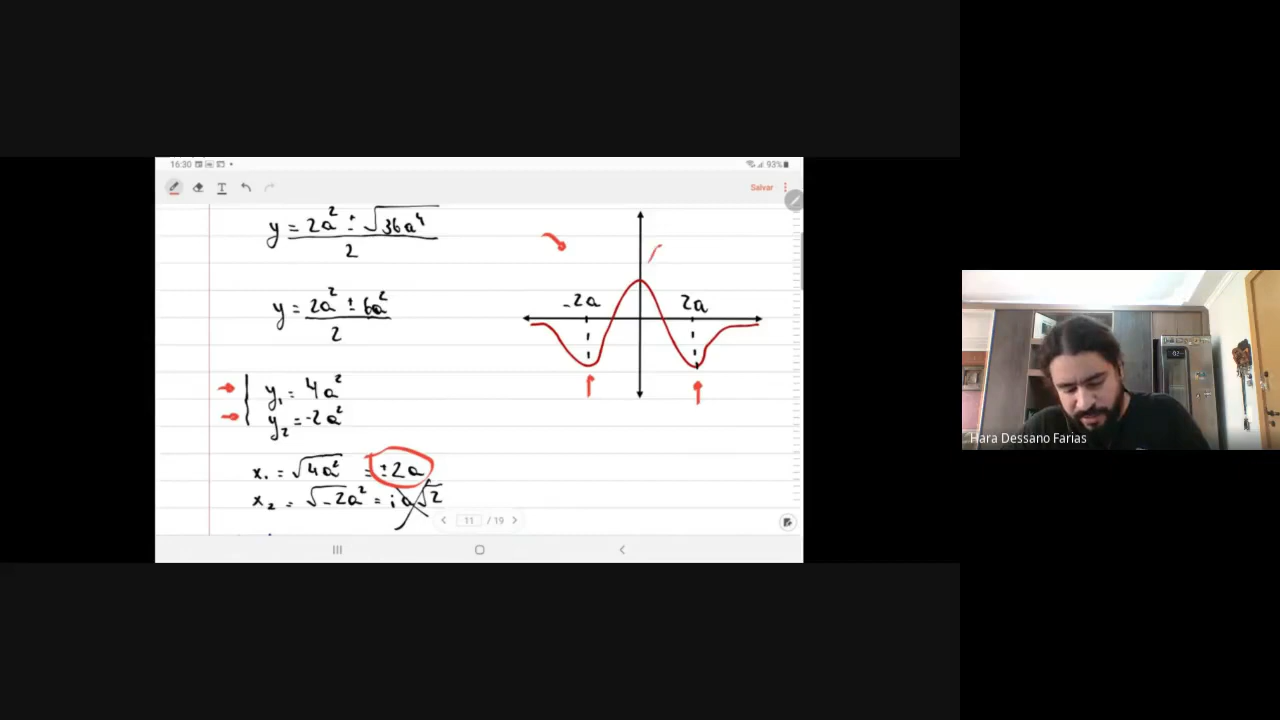 16:30
93%
T
Salvar
y = 2a² ± √36a⁴
2
y = 2a² ± 6a²
2
y₁ = 4a²
y₂ = -2a²
x₁ = √4a² = ±2a
x₂ = √-2a² = i a√2
-2a
2a
11 / 19
Hara Dessano Farias